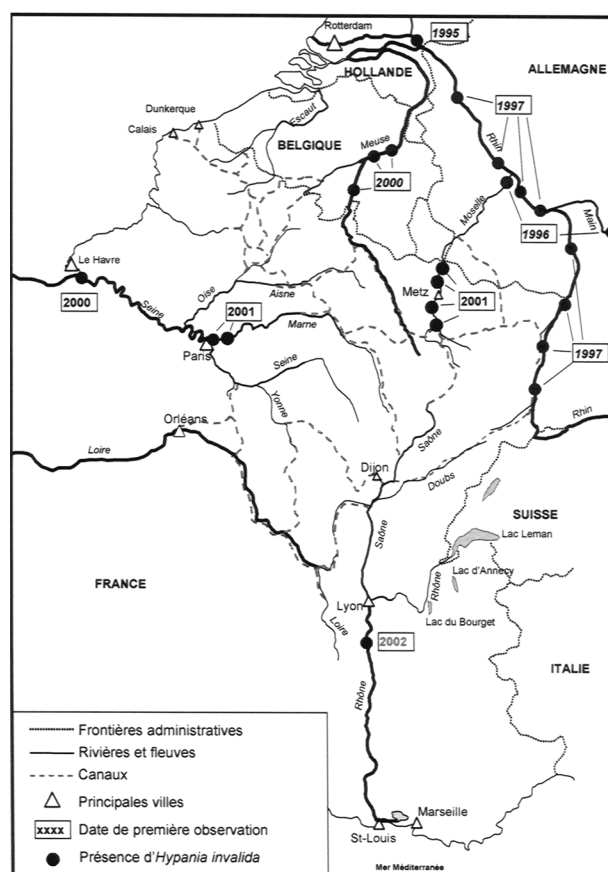 Rotterdam
1995
HOLLANDE
ALLEMAGNE
Dunkerque
Escaut
1997
Calais
BELGIQUE
Meuse
Rhin
2000
Moselle
1996
Main
Le Havre
Oise
Aisne
Metz
2001
2000
Seine
2001
Marne
Paris
Seine
1997
Yonne
Orléans
Rhin
Loire
Saône
Dijon
Doubs
SUISSE
Saône
Lac Leman
FRANCE
Rhône
Lac d'Annecy
Lyon
Loire
Lac du Bourget
2002
ITALIE
Rhône
Frontières administratives
Rivières et fleuves
Canaux
Principales villes
xxxx Date de première observation
Présence d'Hypania invalida
St-Louis
Marseille
Mer Méditerranée